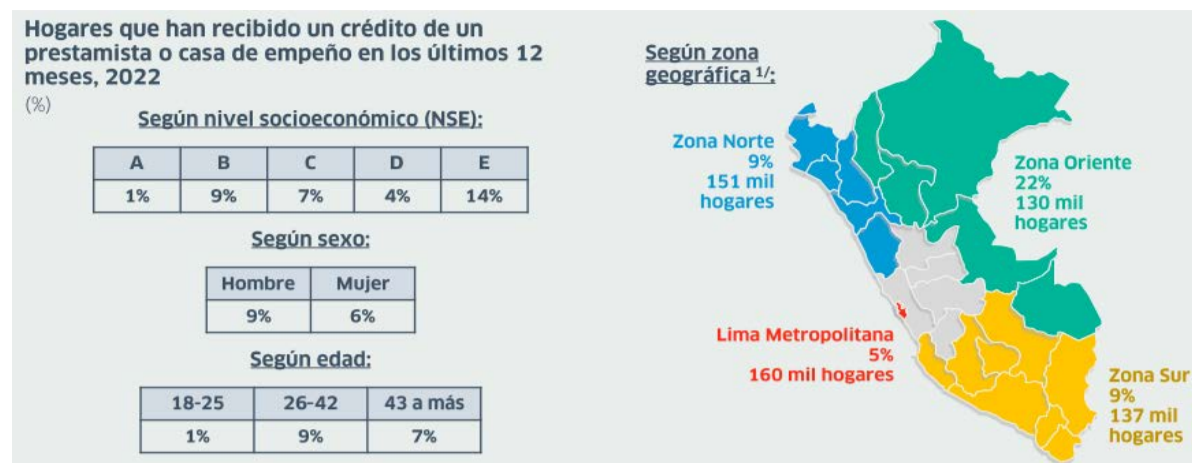 Hogares que han recibido un crédito de un
prestamista o casa de empeño en los últimos 12
meses, 2022
(%)
Según nivel socioeconómico (NSE):
A B C D E
1% 9% 7% 4% 14%
Según sexo:
Hombre Mujer
9% 6%
Según edad:
18-25 26-42 43 a más
1% 9% 7%
Según zona
geográfica 1/:
Zona Norte
9%
151 mil
hogares
Zona Oriente
22%
130 mil
hogares
Lima Metropolitana
5%
160 mil hogares
Zona Sur
9%
137 mil
hogares